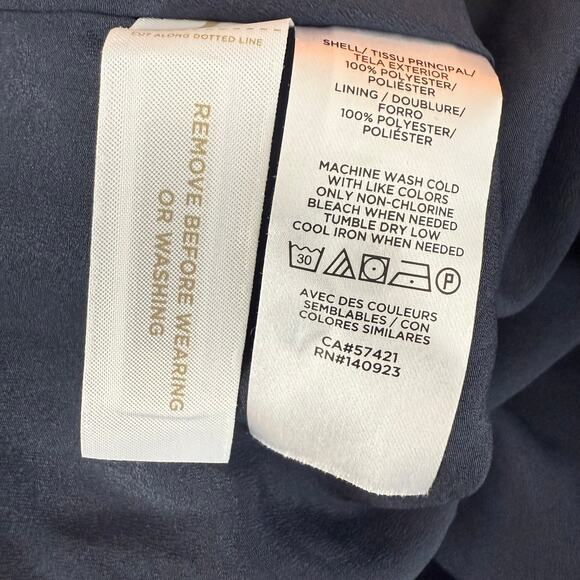 CUT ALONG DOTTED LINE
REMOVE BEFORE WEARING
OR WASHING
SHELL/ TISSU PRINCIPAL/
TELA EXTERIOR
100% POLYESTER/
POLIÉSTER
LINING / DOUBLURE/
FORRO
100% POLYESTER/
POLIÉSTER
MACHINE WASH COLD
WITH LIKE COLORS
ONLY NON-CHLORINE
BLEACH WHEN NEEDED
TUMBLE DRY LOW
COOL IRON WHEN NEEDED
30 P
AVEC DES COULEURS
SEMBLABLES / CON
COLORES SIMILARES
CA#57421
RN#140923